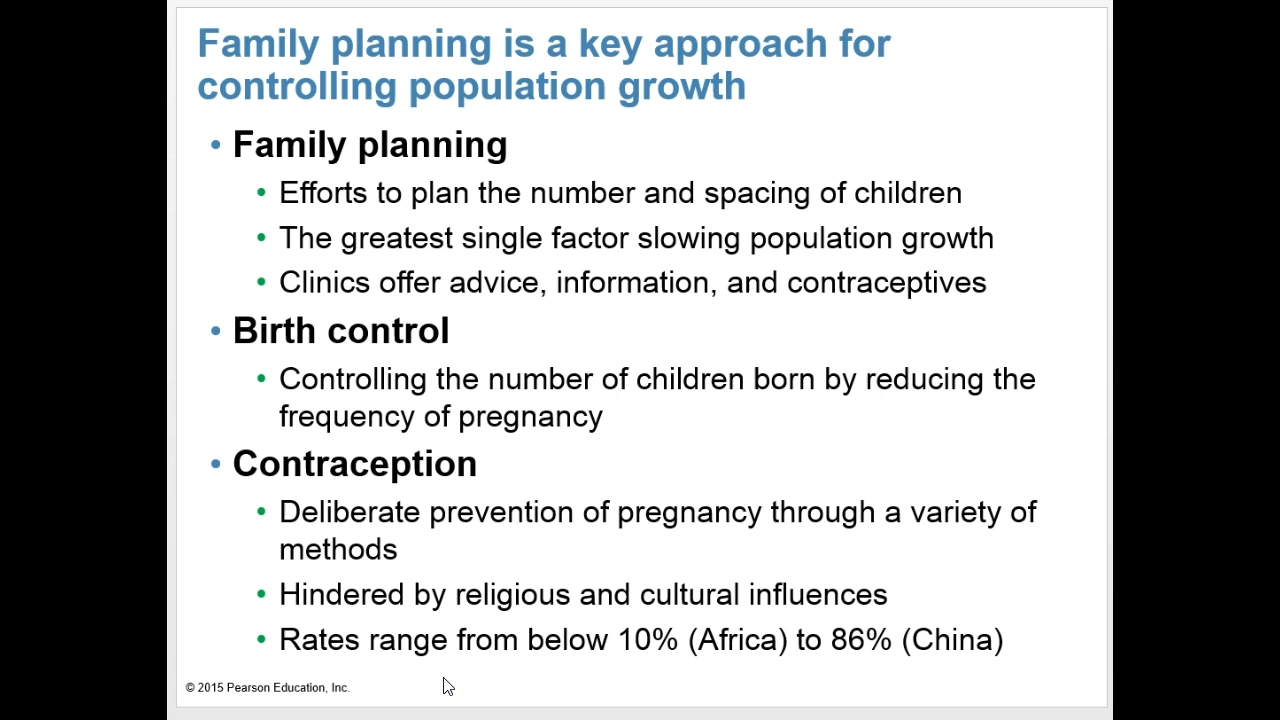 Family planning is a key approach for
controlling population growth
• Family planning
• Efforts to plan the number and spacing of children
• The greatest single factor slowing population growth
• Clinics offer advice, information, and contraceptives
• Birth control
• Controlling the number of children born by reducing the
frequency of pregnancy
• Contraception
• Deliberate prevention of pregnancy through a variety of
methods
• Hindered by religious and cultural influences
• Rates range from below 10% (Africa) to 86% (China)
© 2015 Pearson Education, Inc.